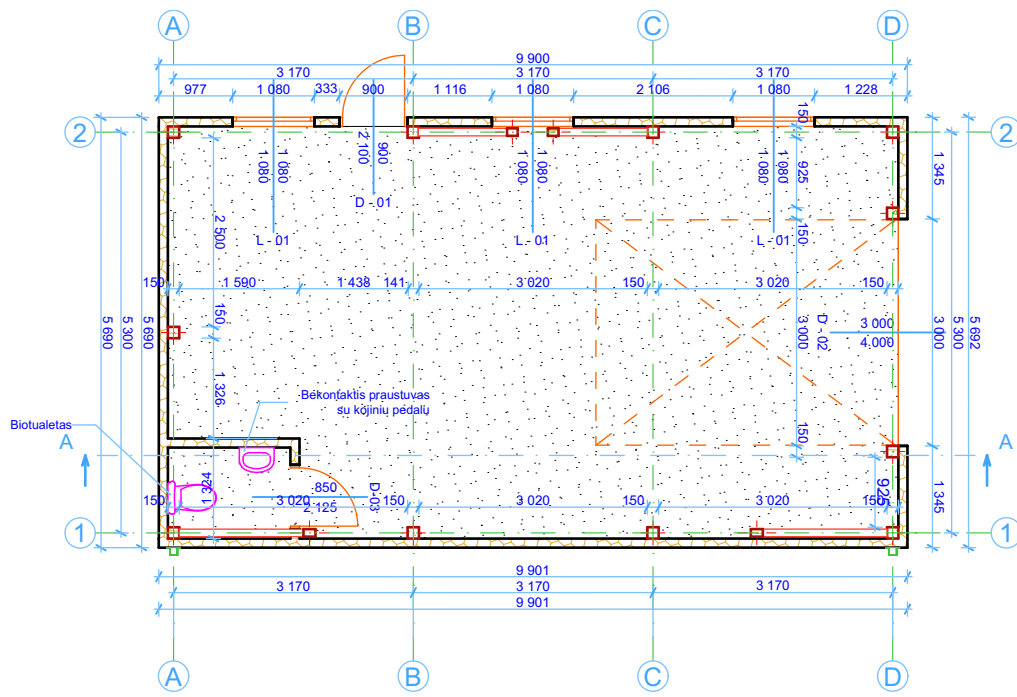 A B C D
9 900
3 170 3 170 3 170
977 1 080 333 900 1 116 1 080 2 106 1 080 1 228
2 2
150
1 080
1 080
2 100
900
1 080
1 080
1 080
1 080
925
1 345
D - 01
L - 01 L - 01 L - 01
2 500
150
150 1 590 1 438 141 3 020 150 3 020 150
5 690
5 300
5 690
150
3 000
D - 02
3 000
4.000
3 000
5 300
5 692
1 326
Bekontaktis praustuvas
su kojiniu pedalu
Biotualetas
A A
150
1 324
850
2 125
D-03
150 3 020 150 3 020 150 3 020 150
925
1 345
1 1
9 901
3 170 3 170 3 170
9 901
A B C D